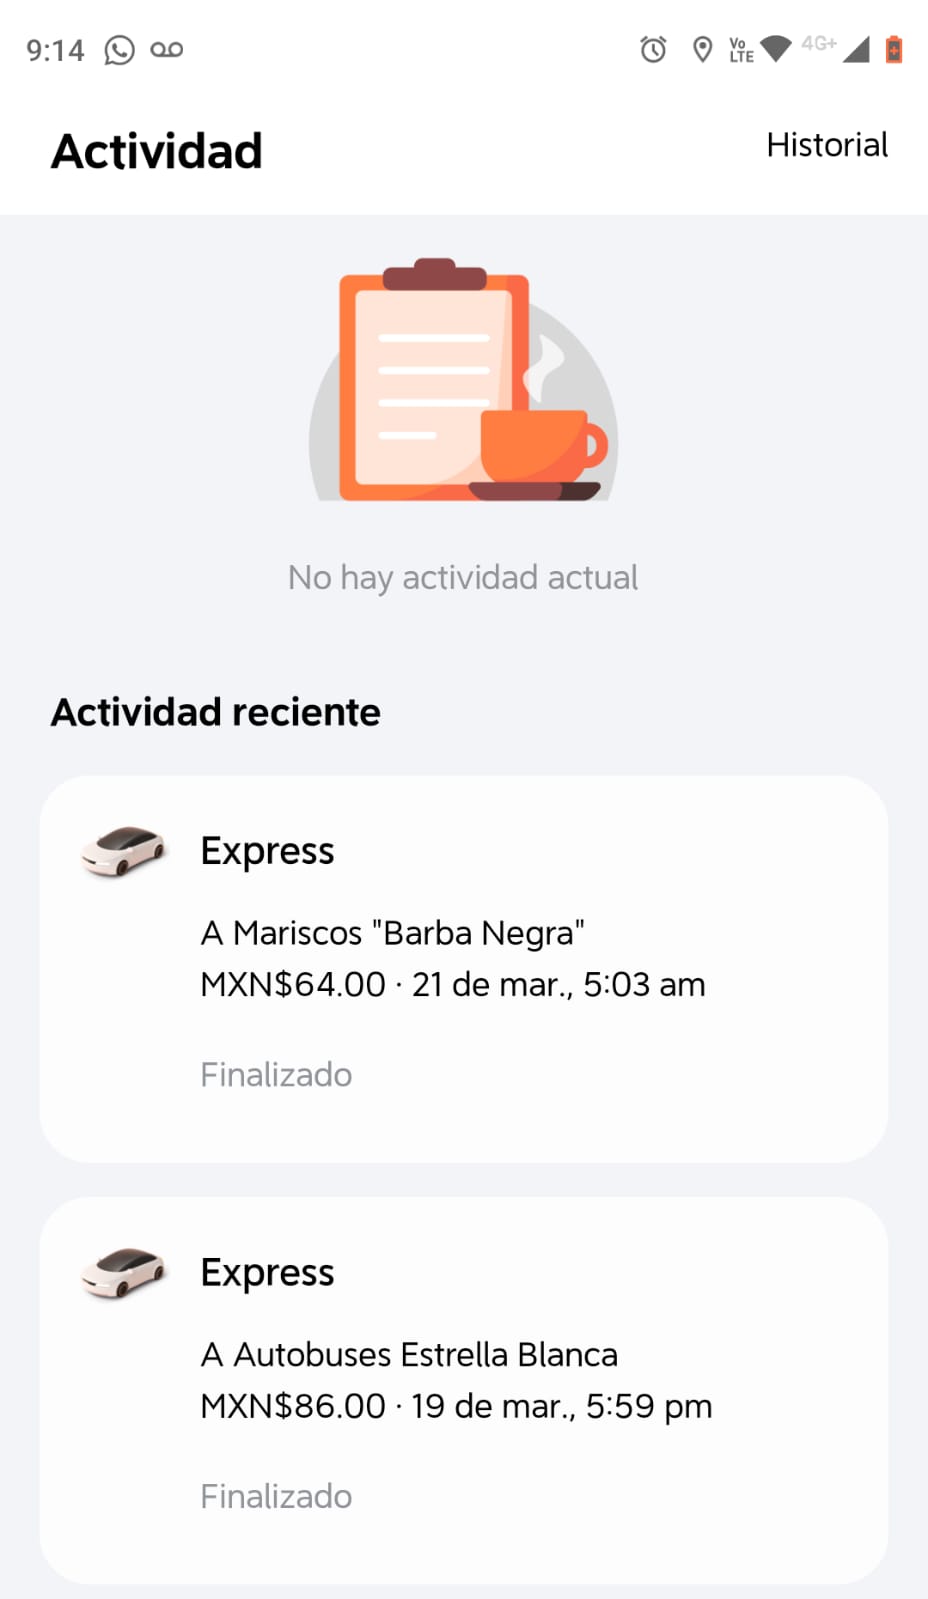 9:14
Vo
LTE
4G+
Actividad
Historial
No hay actividad actual
Actividad reciente
Express
A Mariscos "Barba Negra"
MXN$64.00 · 21 de mar., 5:03 am
Finalizado
Express
A Autobuses Estrella Blanca
MXN$86.00 · 19 de mar., 5:59 pm
Finalizado